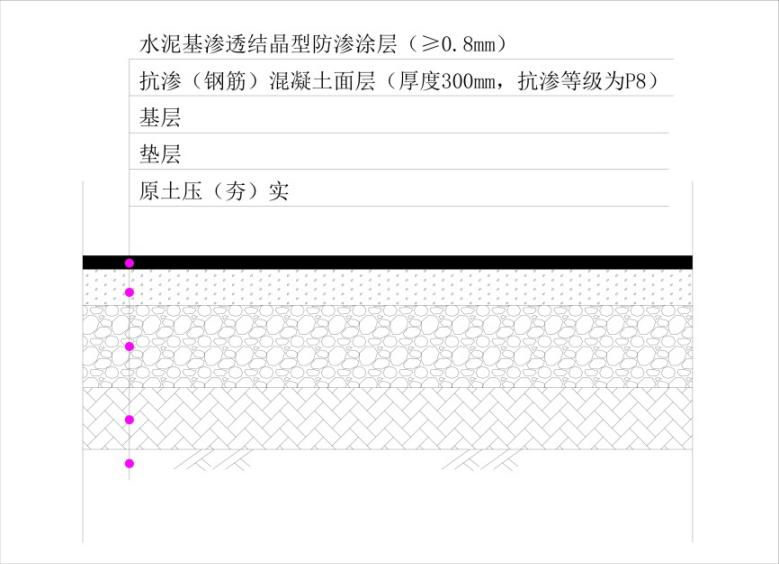 水泥基渗透结晶型防渗涂层（≥0.8mm）
抗渗（钢筋）混凝土面层（厚度300mm，抗渗等级为P8）
基层
垫层
原土压（夯）实